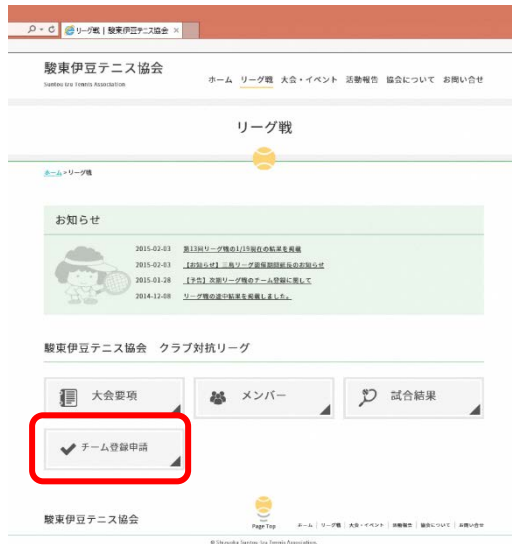 リーグ戦 | 駿東伊豆テニス協会 ×
駿東伊豆テニス協会
Suntou Izu Tennis Association
ホーム リーグ戦 大会・イベント 活動報告 協会について お問い合せ
リーグ戦
ホーム > リーグ戦
お知らせ
2015-02-03 第13回リーグ戦の1/19現在の結果を掲載
2015-02-03 【お知らせ】三島リーグ戦仮期間延長のお知らせ
2015-01-28 【予告】次期リーグ戦のチーム登録に関して
2014-12-08 リーグ戦の途中結果を掲載しました。
駿東伊豆テニス協会 クラブ対抗リーグ
大会要項
メンバー
試合結果
チーム登録申請
駿東伊豆テニス協会
Page Top
ホーム | リーグ戦 | 大会・イベント | 活動報告 | 協会について | お問い合せ